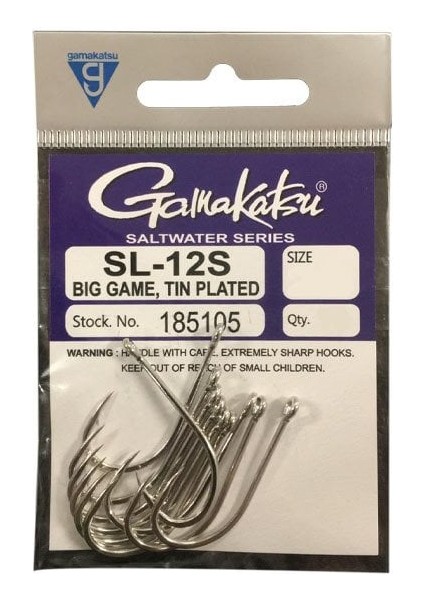 gamakatsu
Gamakatsu®
SALTWATER SERIES
SL-12S
BIG GAME, TIN PLATED
SIZE
Stock. No. 185105
Qty.
WARNING : HANDLE WITH CARE, EXTREMELY SHARP HOOKS.
KEEP OUT OF REACH OF SMALL CHILDREN.